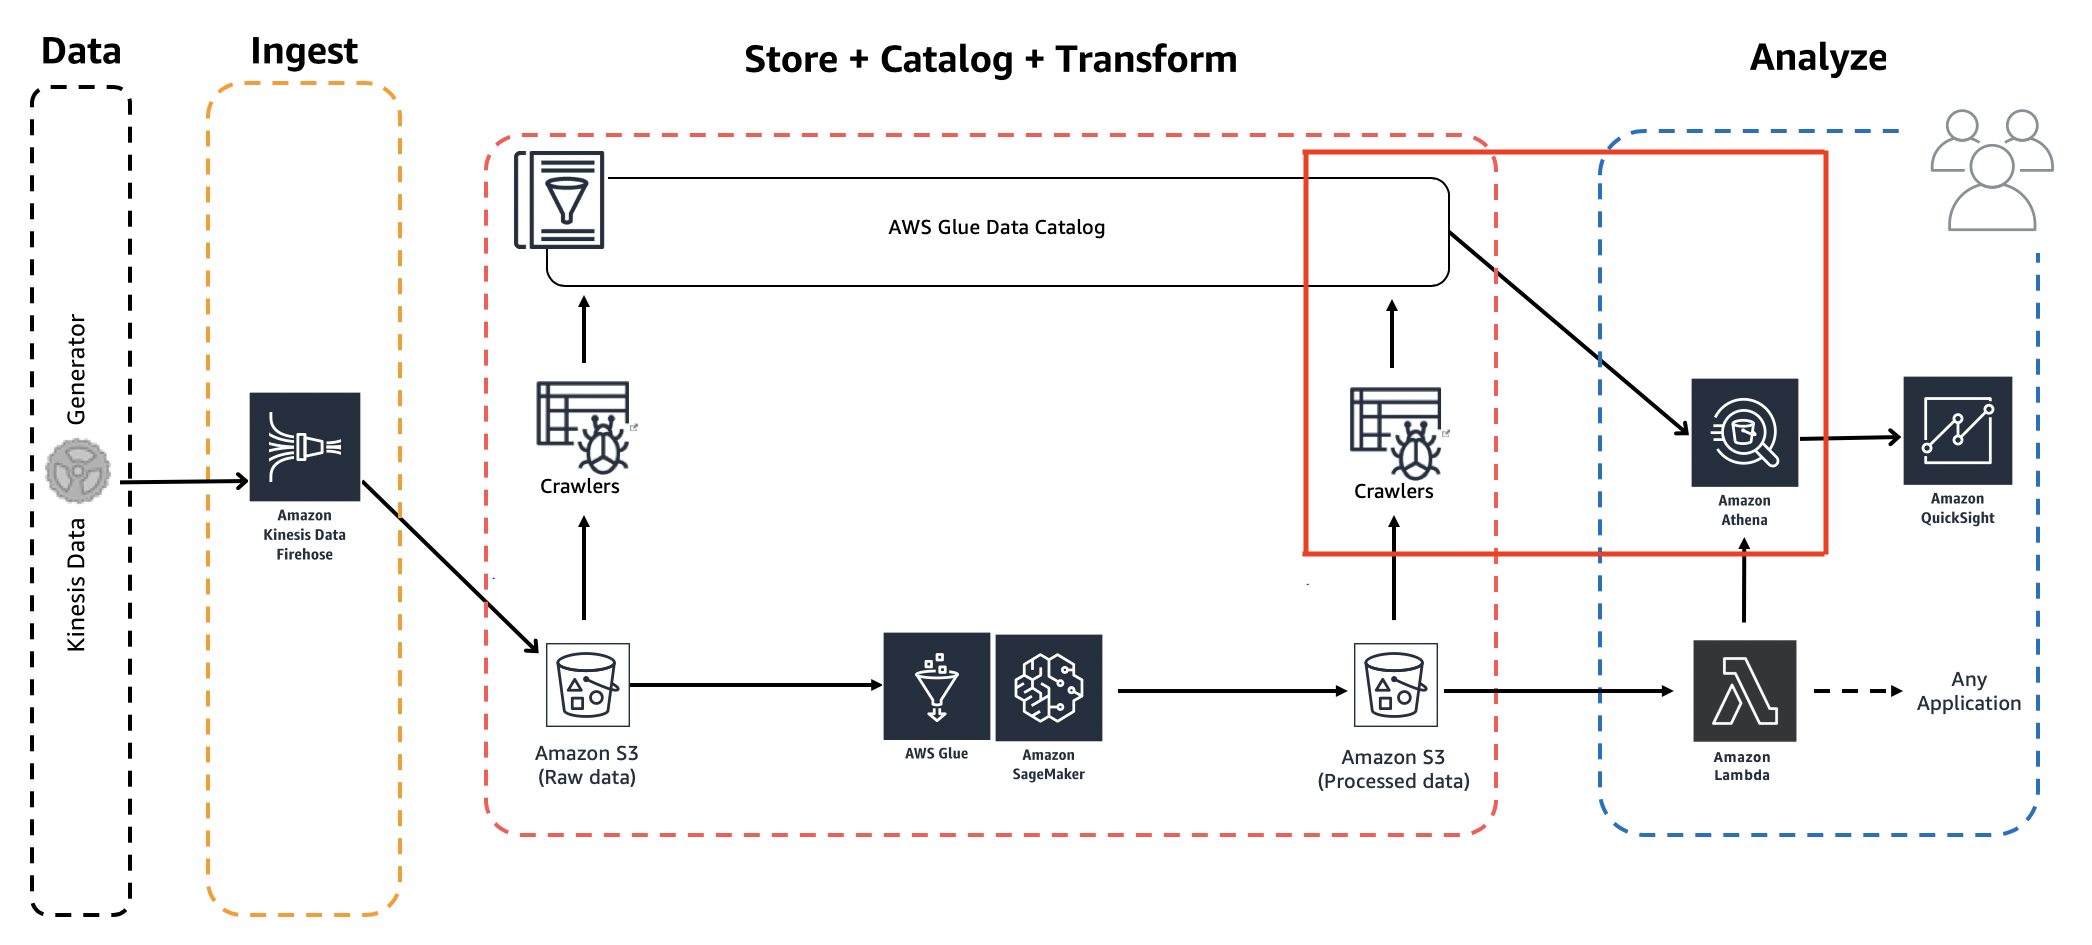 Data
Ingest
Store + Catalog + Transform
Analyze
AWS Glue Data Catalog
Kinesis Data Generator
Amazon
Kinesis Data
Firehose
Crawlers
Crawlers
Amazon
Athena
Amazon
QuickSight
Amazon S3
(Raw data)
AWS Glue
Amazon
SageMaker
Amazon S3
(Processed data)
Amazon
Lambda
Any
Application